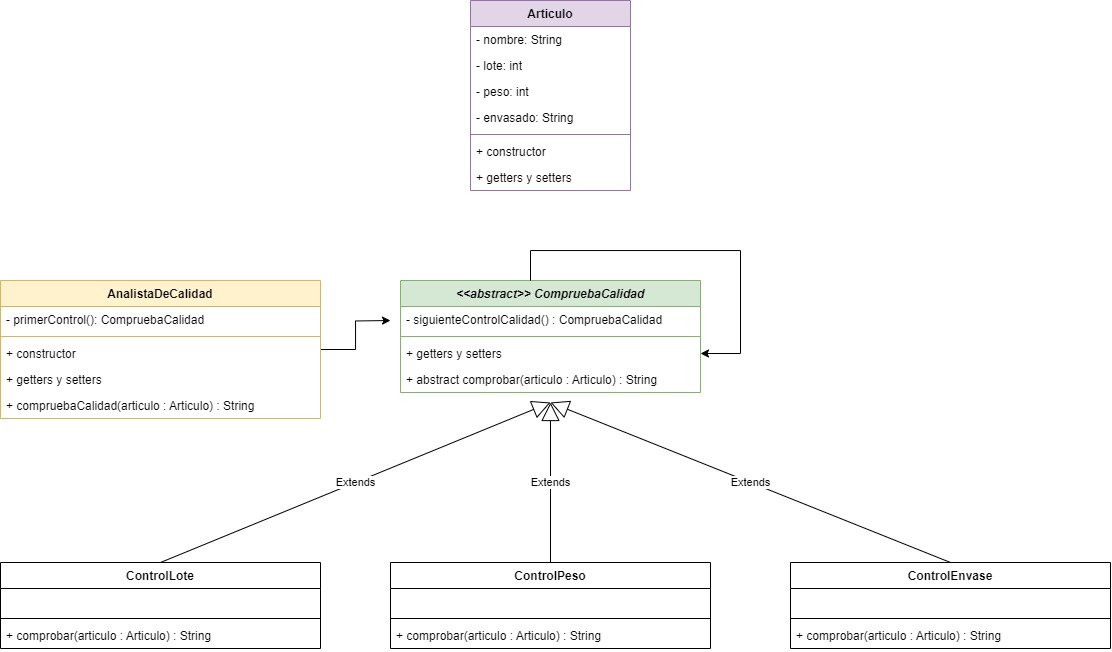 Articulo
- nombre: String
- lote: int
- peso: int
- envasado: String
+ constructor
+ getters y setters
AnalistaDeCalidad
- primerControl(): CompruebaCalidad
+ constructor
+ getters y setters
+ compruebaCalidad(articulo : Articulo) : String
<<abstract>> CompruebaCalidad
- siguienteControlCalidad() : CompruebaCalidad
+ getters y setters
+ abstract comprobar(articulo : Articulo) : String
Extends
Extends
Extends
ControlLote
+ comprobar(articulo : Articulo) : String
ControlPeso
+ comprobar(articulo : Articulo) : String
ControlEnvase
+ comprobar(articulo : Articulo) : String